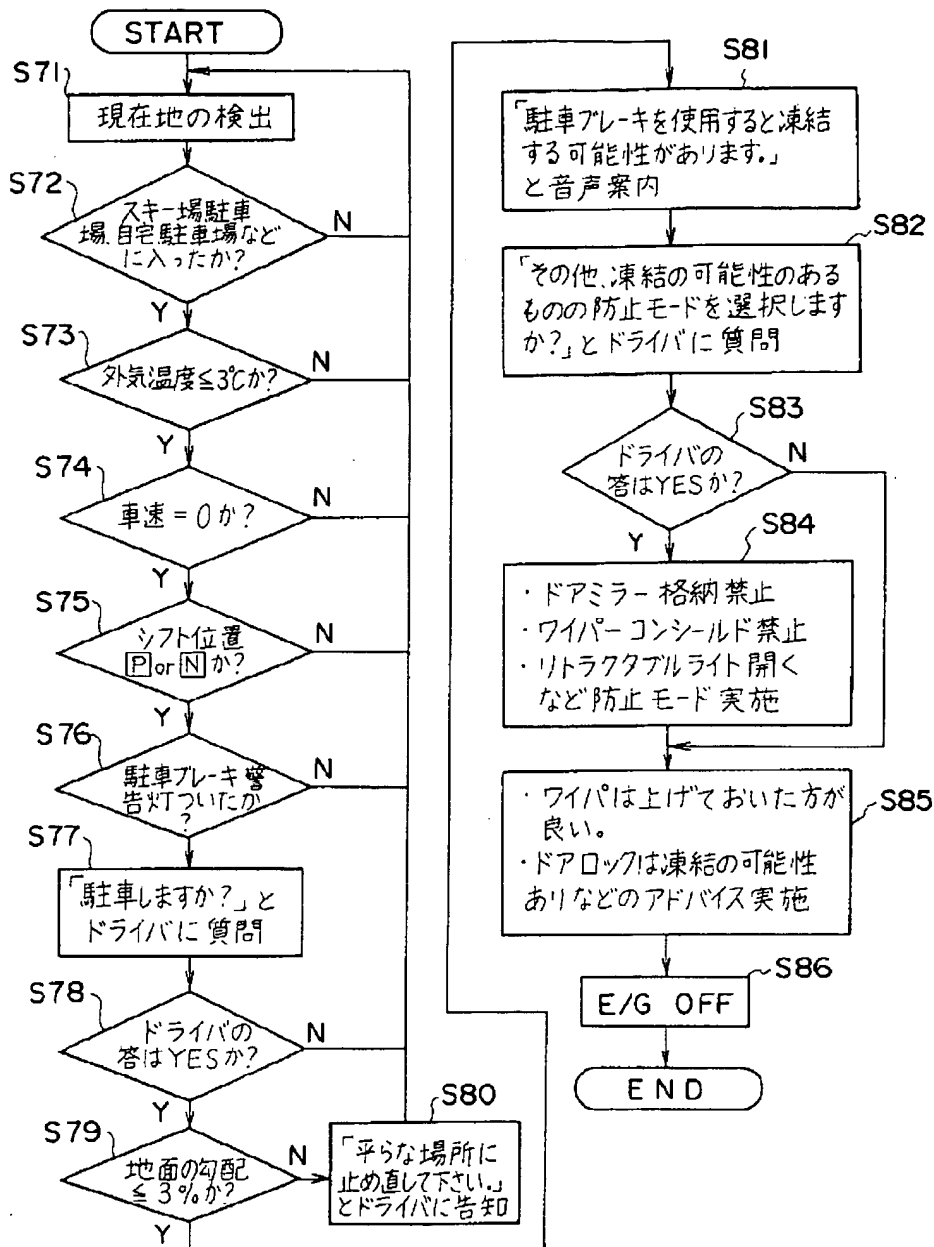 START
S71
現在地の検出
S72
スキー場駐車
場、自宅駐車場など
に入ったか?
N
Y
S73
外気温度≦3℃か?
N
Y
S74
車速=0か?
N
Y
S75
シフト位置
P or N か?
N
Y
S76
駐車ブレーキ警
告灯ついたか
?
N
Y
S77
「駐車しますか?」と
ドライバに質問
S78
ドライバの
答はYESか?
N
Y
S79
地面の勾配
≦3%か?
N
Y
S80
「平らな場所に
止め直して下さい。」
とドライバに告知
S81
「駐車ブレーキを使用すると凍結
する可能性があります。」
と音声案内
S82
「その他、凍結の可能性のある
ものの防止モードを選択します
か?」とドライバに質問
S83
ドライバの
答はYESか?
N
Y
S84
・ドアミラー格納禁止
・ワイパーコンシールド禁止
・リトラクタブルライト開く
など防止モード実施
S85
・ワイパは上げておいた方が
良い。
・ドアロックは凍結の可能性
ありなどのアドバイス実施
S86
E/G OFF
END